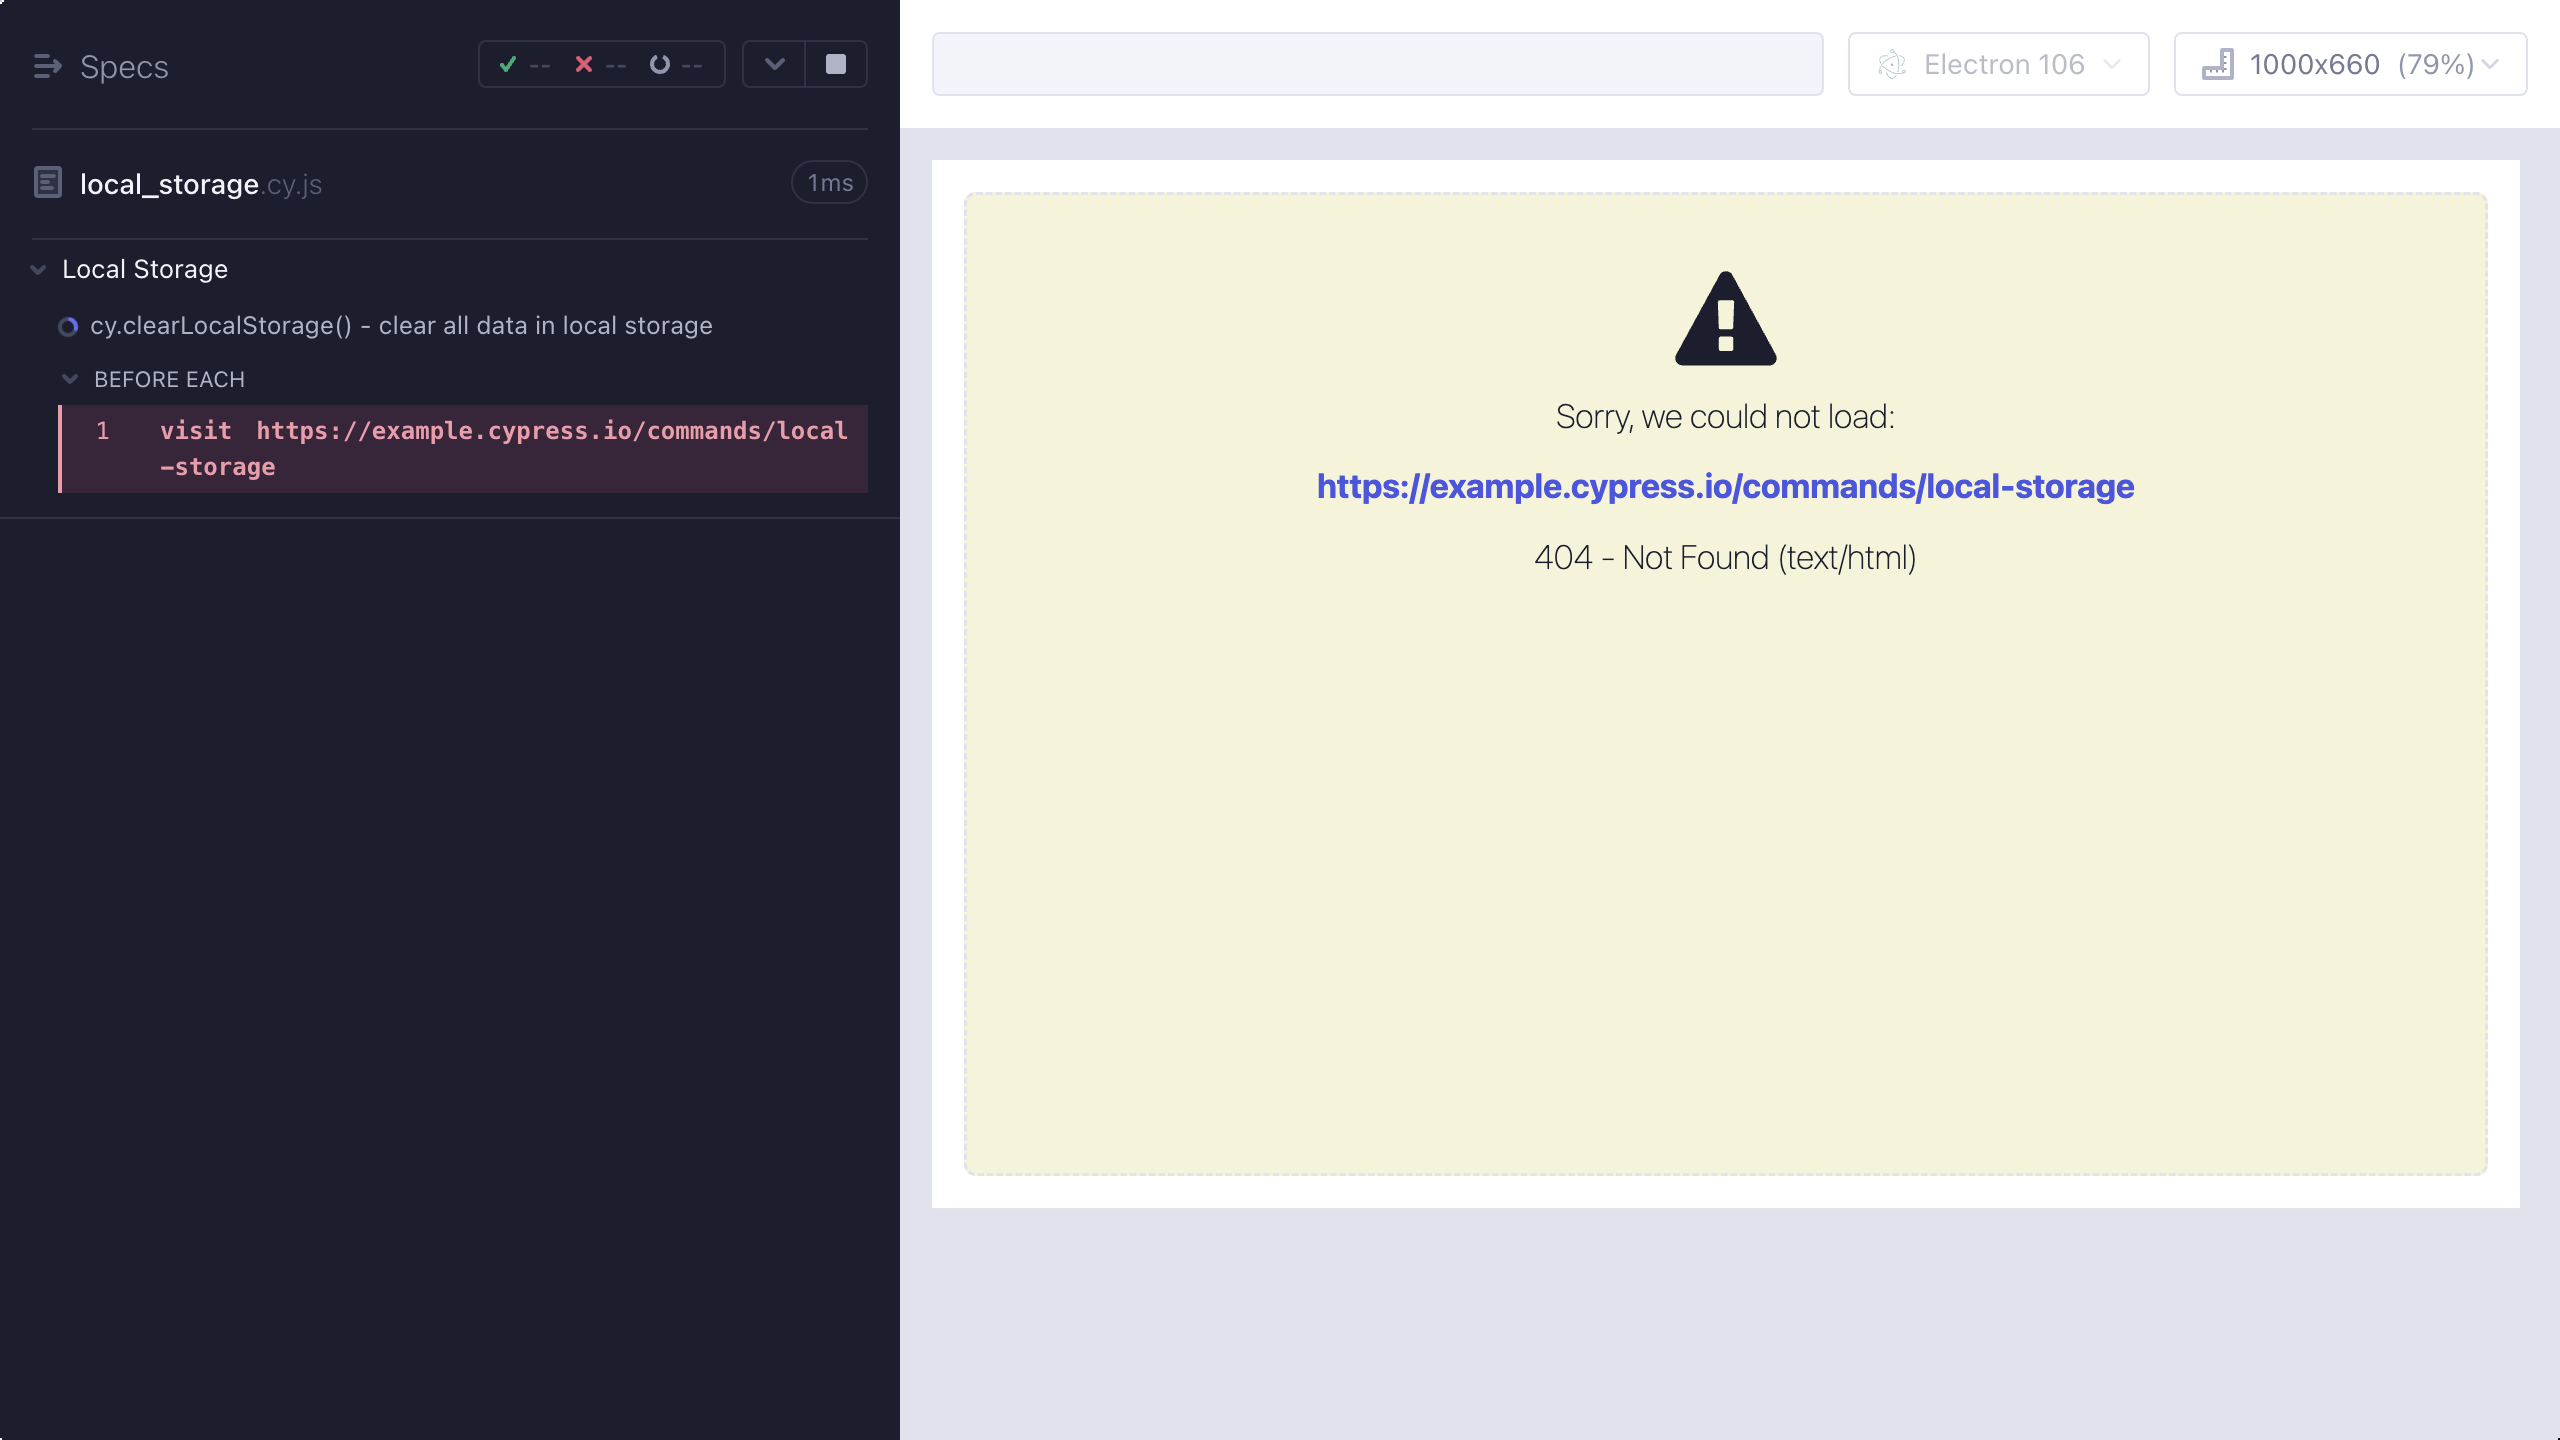 Specs
-- -- --
local_storage.cy.js
1ms
Local Storage
cy.clearLocalStorage() - clear all data in local storage
BEFORE EACH
1 visit https://example.cypress.io/commands/local
-storage
Electron 106
1000x660 (79%)
Sorry, we could not load:
https://example.cypress.io/commands/local-storage
404 - Not Found (text/html)